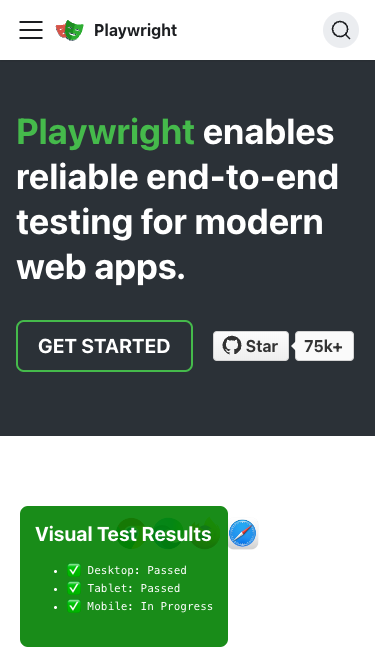 Playwright
Playwright enables
reliable end-to-end
testing for modern
web apps.
GET STARTED
Star
75k+
Visual Test Results
• ✅ Desktop: Passed
• ✅ Tablet: Passed
• ✅ Mobile: In Progress